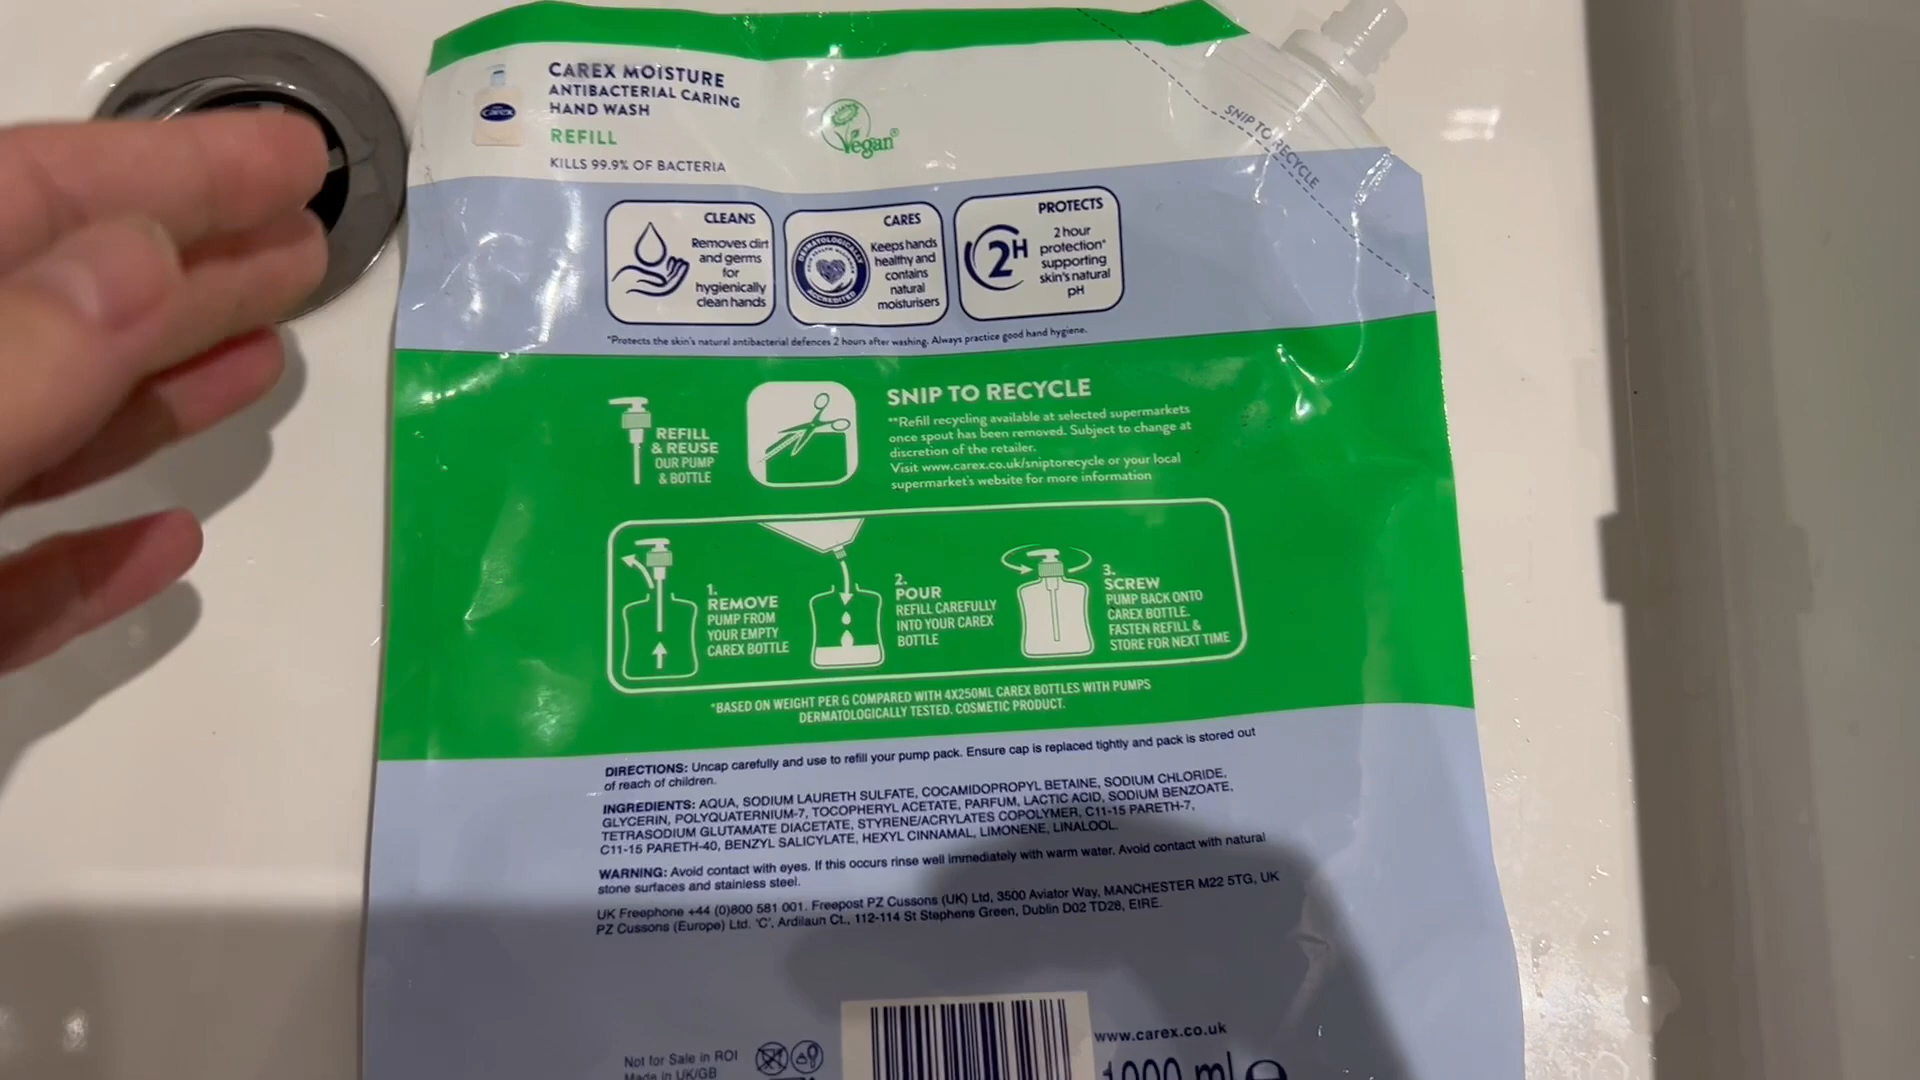 CAREX MOISTURE
ANTIBACTERIAL CARING
HAND WASH
REFILL
KILLS 99.9% OF BACTERIA
Carex
Vegan®
SNIP TO RECYCLE
CLEANS
Removes dirt
and germs
for
hygienically
clean hands
DERMATOLOGICALLY
ACCREDITED
CARES
Keeps hands
healthy and
contains
natural
moisturisers
2H
PROTECTS
2 hour
protection*
supporting
skin's natural
pH
*Protects the skin's natural antibacterial defences 2 hours after washing. Always practice good hand hygiene.
REFILL
& REUSE
OUR PUMP
& BOTTLE
SNIP TO RECYCLE
**Refill recycling available at selected supermarkets
once spout has been removed. Subject to change at
discretion of the retailer.
Visit www.carex.co.uk/sniptorecycle or your local
supermarket's website for more information
1.
REMOVE
PUMP FROM
YOUR EMPTY
CAREX BOTTLE
2.
POUR
REFILL CAREFULLY
INTO YOUR CAREX
BOTTLE
3.
SCREW
PUMP BACK ONTO
CAREX BOTTLE.
FASTEN REFILL &
STORE FOR NEXT TIME
*BASED ON WEIGHT PER G COMPARED WITH 4X250ML CAREX BOTTLES WITH PUMPS
DERMATOLOGICALLY TESTED. COSMETIC PRODUCT.
DIRECTIONS: Uncap carefully and use to refill your pump pack. Ensure cap is replaced tightly and pack is stored out
of reach of children.
INGREDIENTS: AQUA, SODIUM LAURETH SULFATE, COCAMIDOPROPYL BETAINE, SODIUM CHLORIDE,
GLYCERIN, POLYQUATERNIUM-7, TOCOPHERYL ACETATE, PARFUM, LACTIC ACID, SODIUM BENZOATE,
TETRASODIUM GLUTAMATE DIACETATE, STYRENE/ACRYLATES COPOLYMER, C11-15 PARETH-7,
C11-15 PARETH-40, BENZYL SALICYLATE, HEXYL CINNAMAL, LIMONENE, LINALOOL.
WARNING: Avoid contact with eyes. If this occurs rinse well immediately with warm water. Avoid contact with natural
stone surfaces and stainless steel.
UK Freephone +44 (0)800 581 001. Freepost PZ Cussons (UK) Ltd, 3500 Aviator Way, MANCHESTER M22 5TG, UK
PZ Cussons (Europe) Ltd. 'C', Ardilaun Ct., 112-114 St Stephens Green, Dublin D02 TD28, EIRE.
www.carex.co.uk
Not for Sale in ROI
Made in UK/GB
1000 ml e